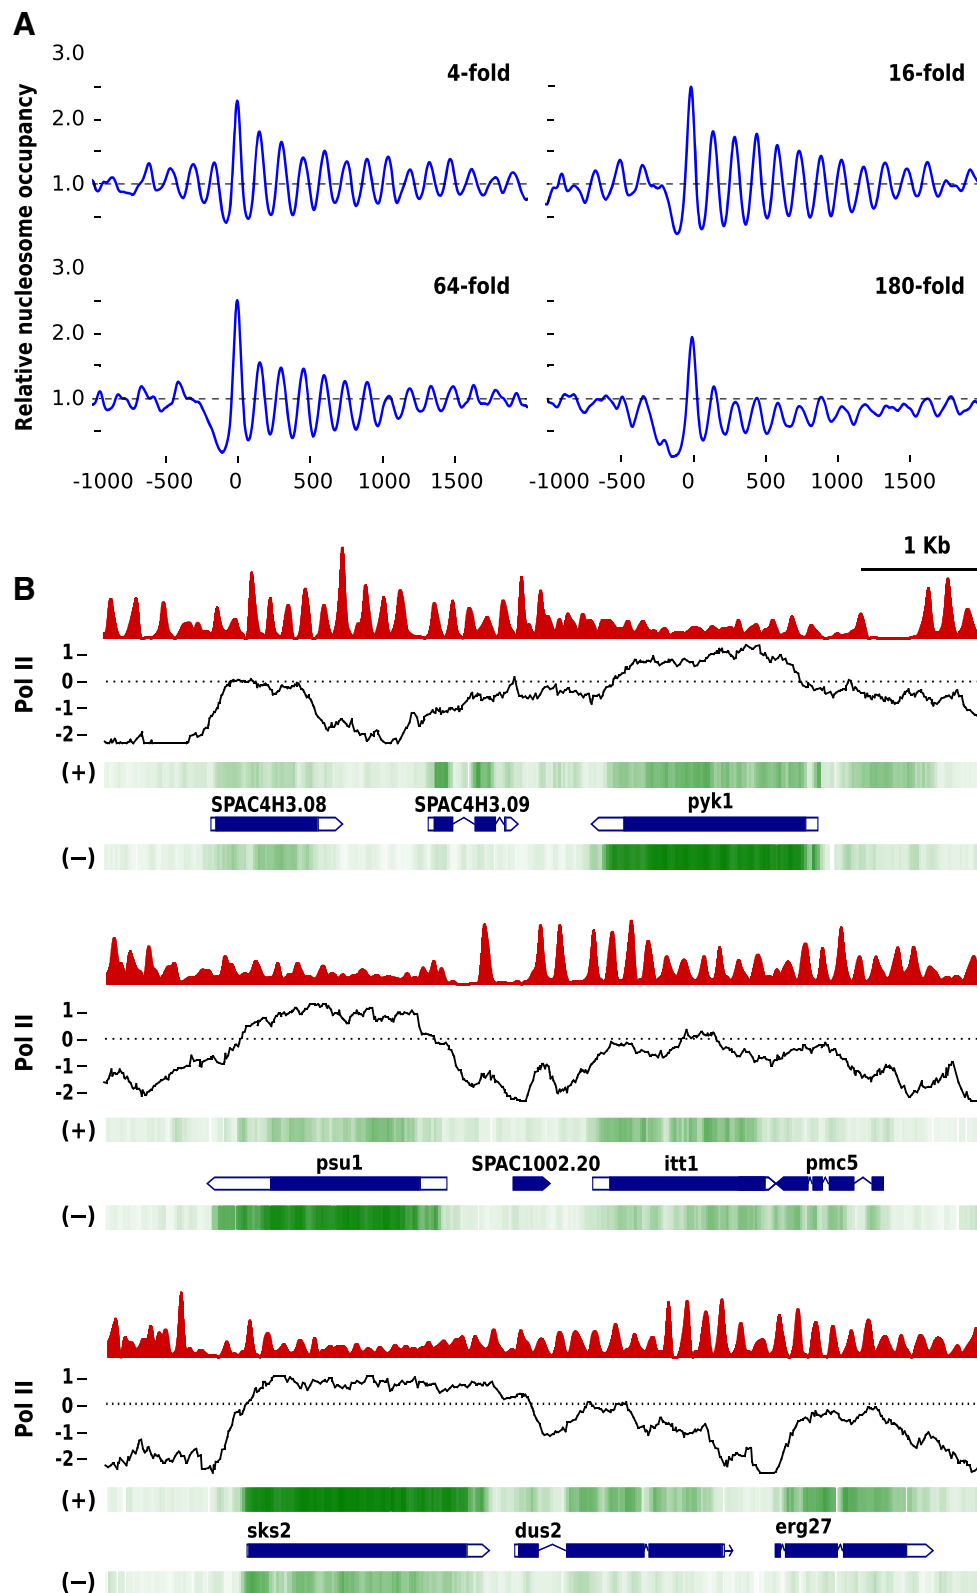 A
Relative nucleosome occupancy
3.0
2.0
1.0
4-fold
16-fold
3.0
2.0
1.0
64-fold
180-fold
-1000 -500 0 500 1000 1500
-1000 -500 0 500 1000 1500
B
1 Kb
Pol II
1
0
-1
-2
(+)
SPAC4H3.08 SPAC4H3.09 pyk1
(−)
Pol II
1
0
-1
-2
(+)
psu1 SPAC1002.20 itt1 pmc5
(−)
Pol II
1
0
-1
-2
(+)
sks2 dus2 erg27
(−)